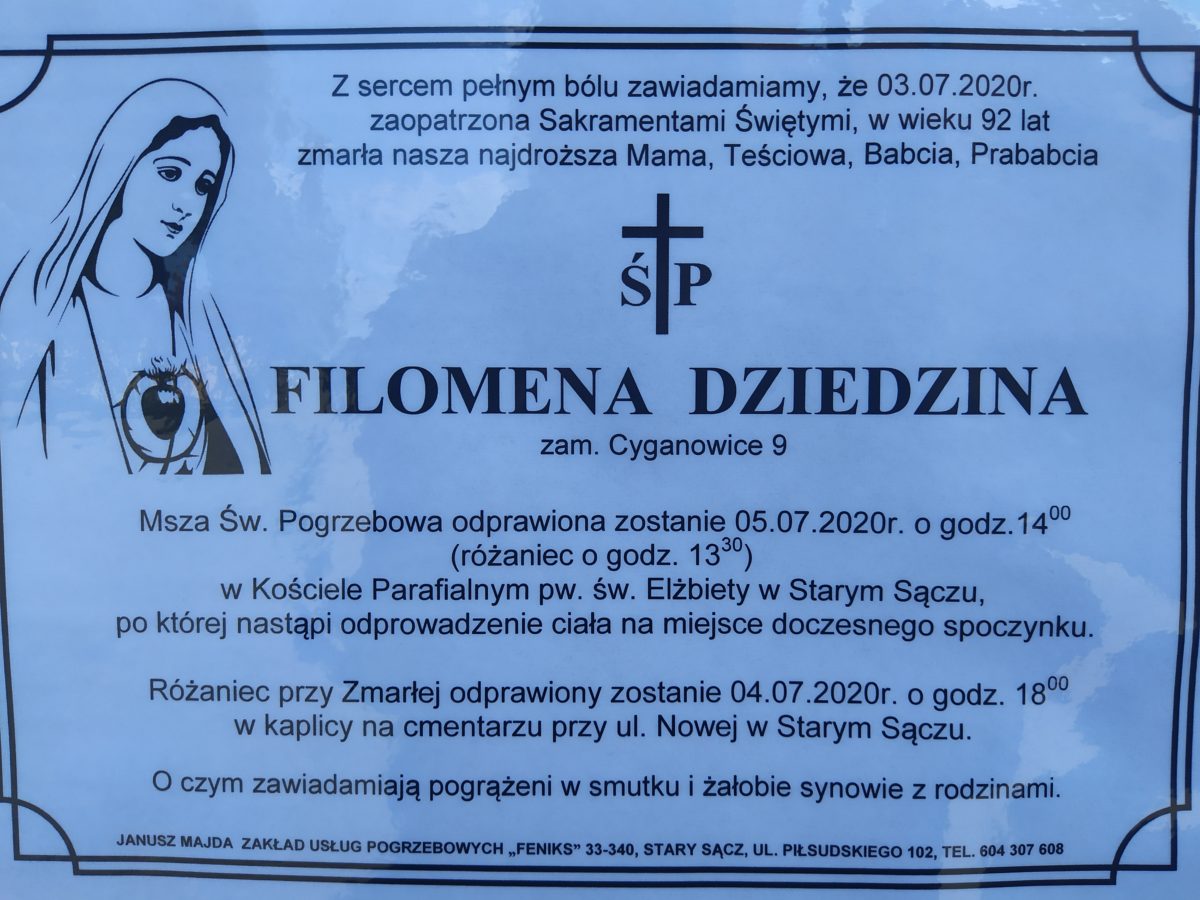 Z sercem pełnym bólu zawiadamiamy, że 03.07.2020r.
zaopatrzona Sakramentami Świętymi, w wieku 92 lat
zmarła nasza najdroższa Mama, Teściowa, Babcia, Prababcia
Ś P
FILOMENA DZIEDZINA
zam. Cyganowice 9
Msza Św. Pogrzebowa odprawiona zostanie 05.07.2020r. o godz.14⁰⁰
(różaniec o godz. 13³⁰)
w Kościele Parafialnym pw. św. Elżbiety w Starym Sączu,
po której nastąpi odprowadzenie ciała na miejsce doczesnego spoczynku.
Różaniec przy Zmarłej odprawiony zostanie 04.07.2020r. o godz. 18⁰⁰
w kaplicy na cmentarzu przy ul. Nowej w Starym Sączu.
O czym zawiadamiają pogrążeni w smutku i żałobie synowie z rodzinami.
JANUSZ MAJDA ZAKŁAD USŁUG POGRZEBOWYCH „FENIKS” 33-340, STARY SĄCZ, UL. PIŁSUDSKIEGO 102, TEL. 604 307 608